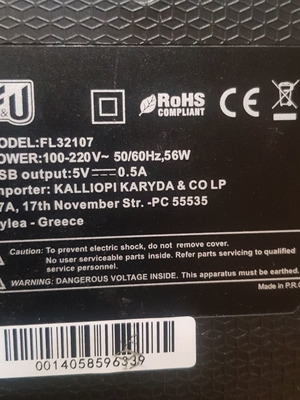 &U
RoHS
COMPLIANT
CE
MODEL:FL32107
POWER:100-220V~ 50/60Hz,56W
USB output:5V⎓0.5A
mporter: KALLIOPI KARYDA & CO LP
7A, 17th November Str. -PC 55535
ylea - Greece
Caution: To prevent electric shock, do not remove cover.
No user serviceable parts inside. Refer parts servicing to qualified
service personnel.
WARNING: DANGEROUS VOLTAGE INSIDE. This apparatus must be earthed.
Made in P.R.C
0014058596339